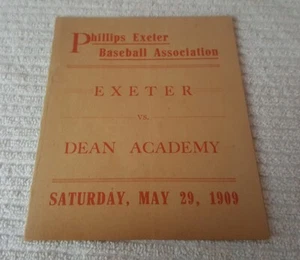 Phillips Exeter
Baseball Association
EXETER
VS.
DEAN ACADEMY
SATURDAY, MAY 29, 1909